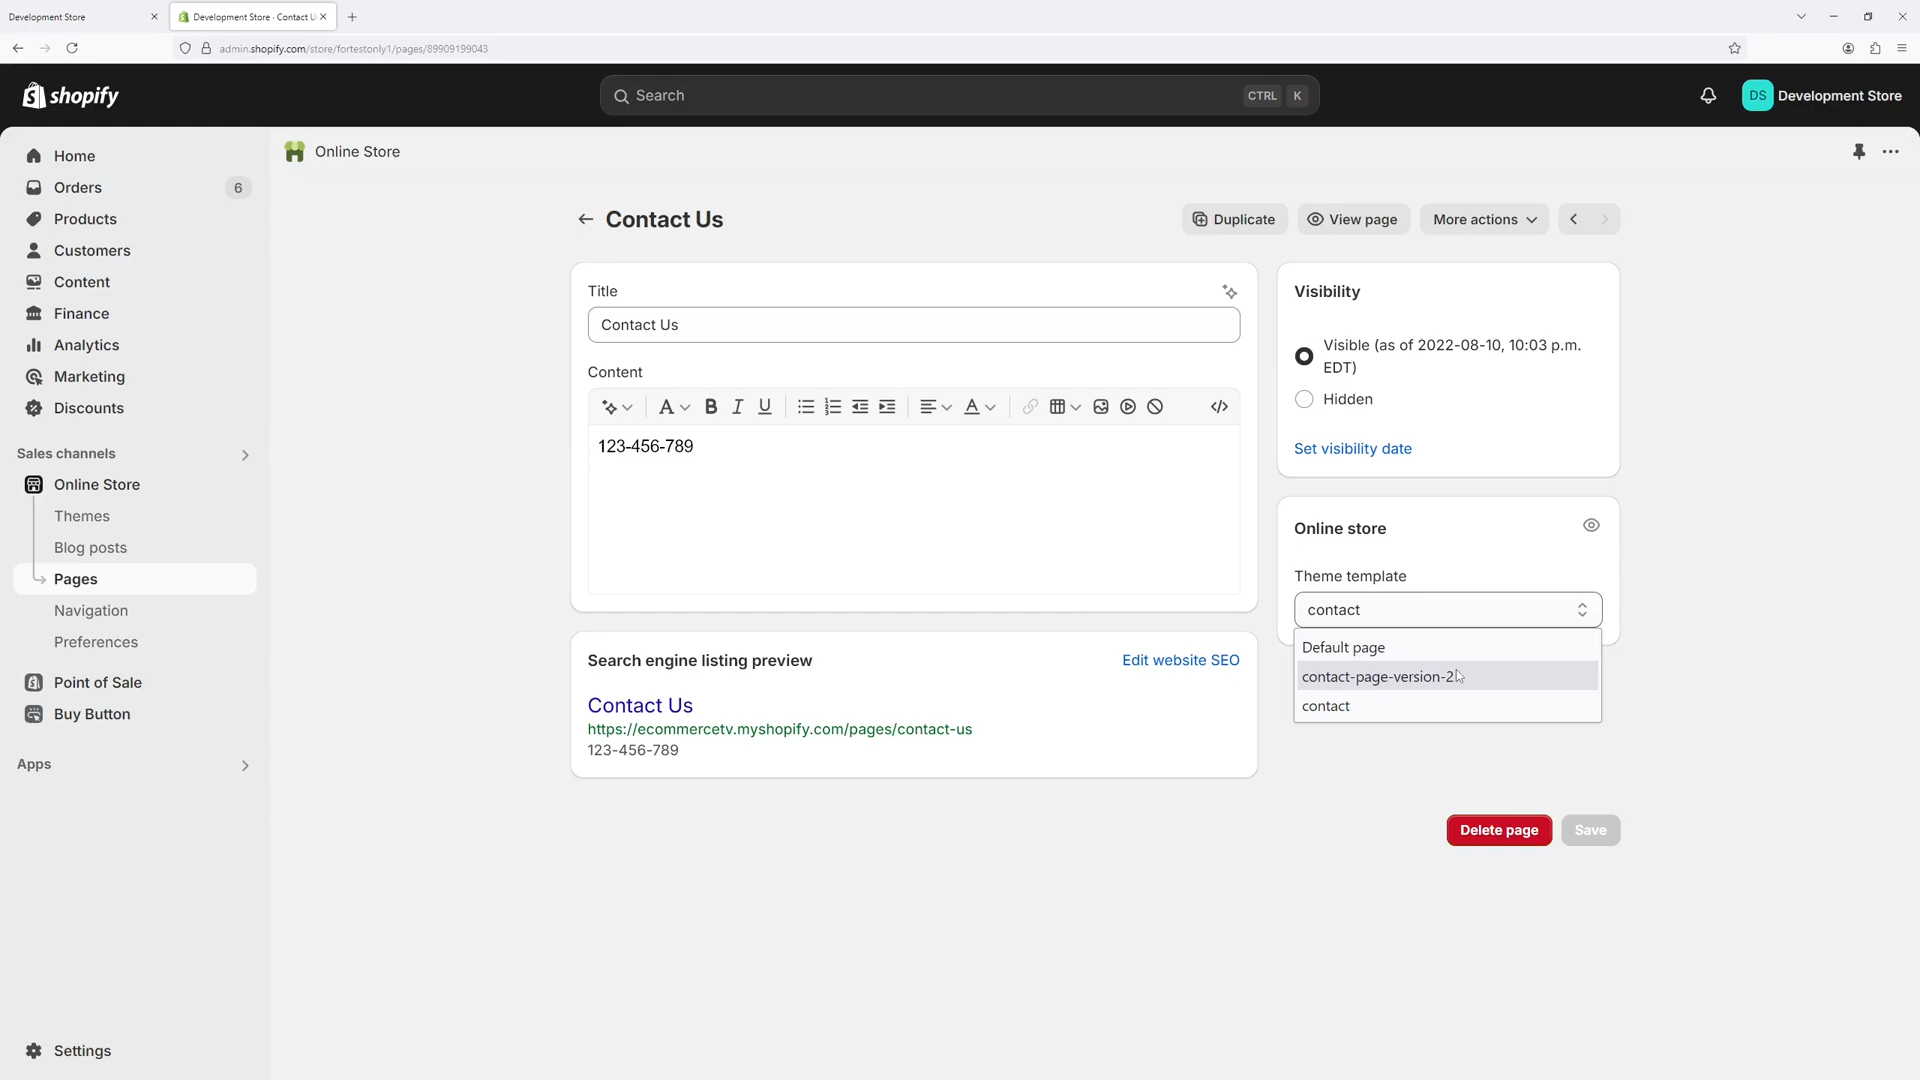 Development Store
Development Store · Contact U
admin.shopify.com/store/fortestonly1/pages/89909199043
shopify
Search
CTRL K
DS Development Store
Home
Orders 6
Products
Customers
Content
Finance
Analytics
Marketing
Discounts
Sales channels
Online Store
Themes
Blog posts
Pages
Navigation
Preferences
Point of Sale
Buy Button
Apps
Settings
Online Store
Contact Us
Duplicate
View page
More actions
Title
Contact Us
Content
123-456-789
Search engine listing preview
Edit website SEO
Contact Us
https://ecommercetv.myshopify.com/pages/contact-us
123-456-789
Visibility
Visible (as of 2022-08-10, 10:03 p.m.
EDT)
Hidden
Set visibility date
Online store
Theme template
contact
Default page
contact-page-version-2
contact
Delete page
Save